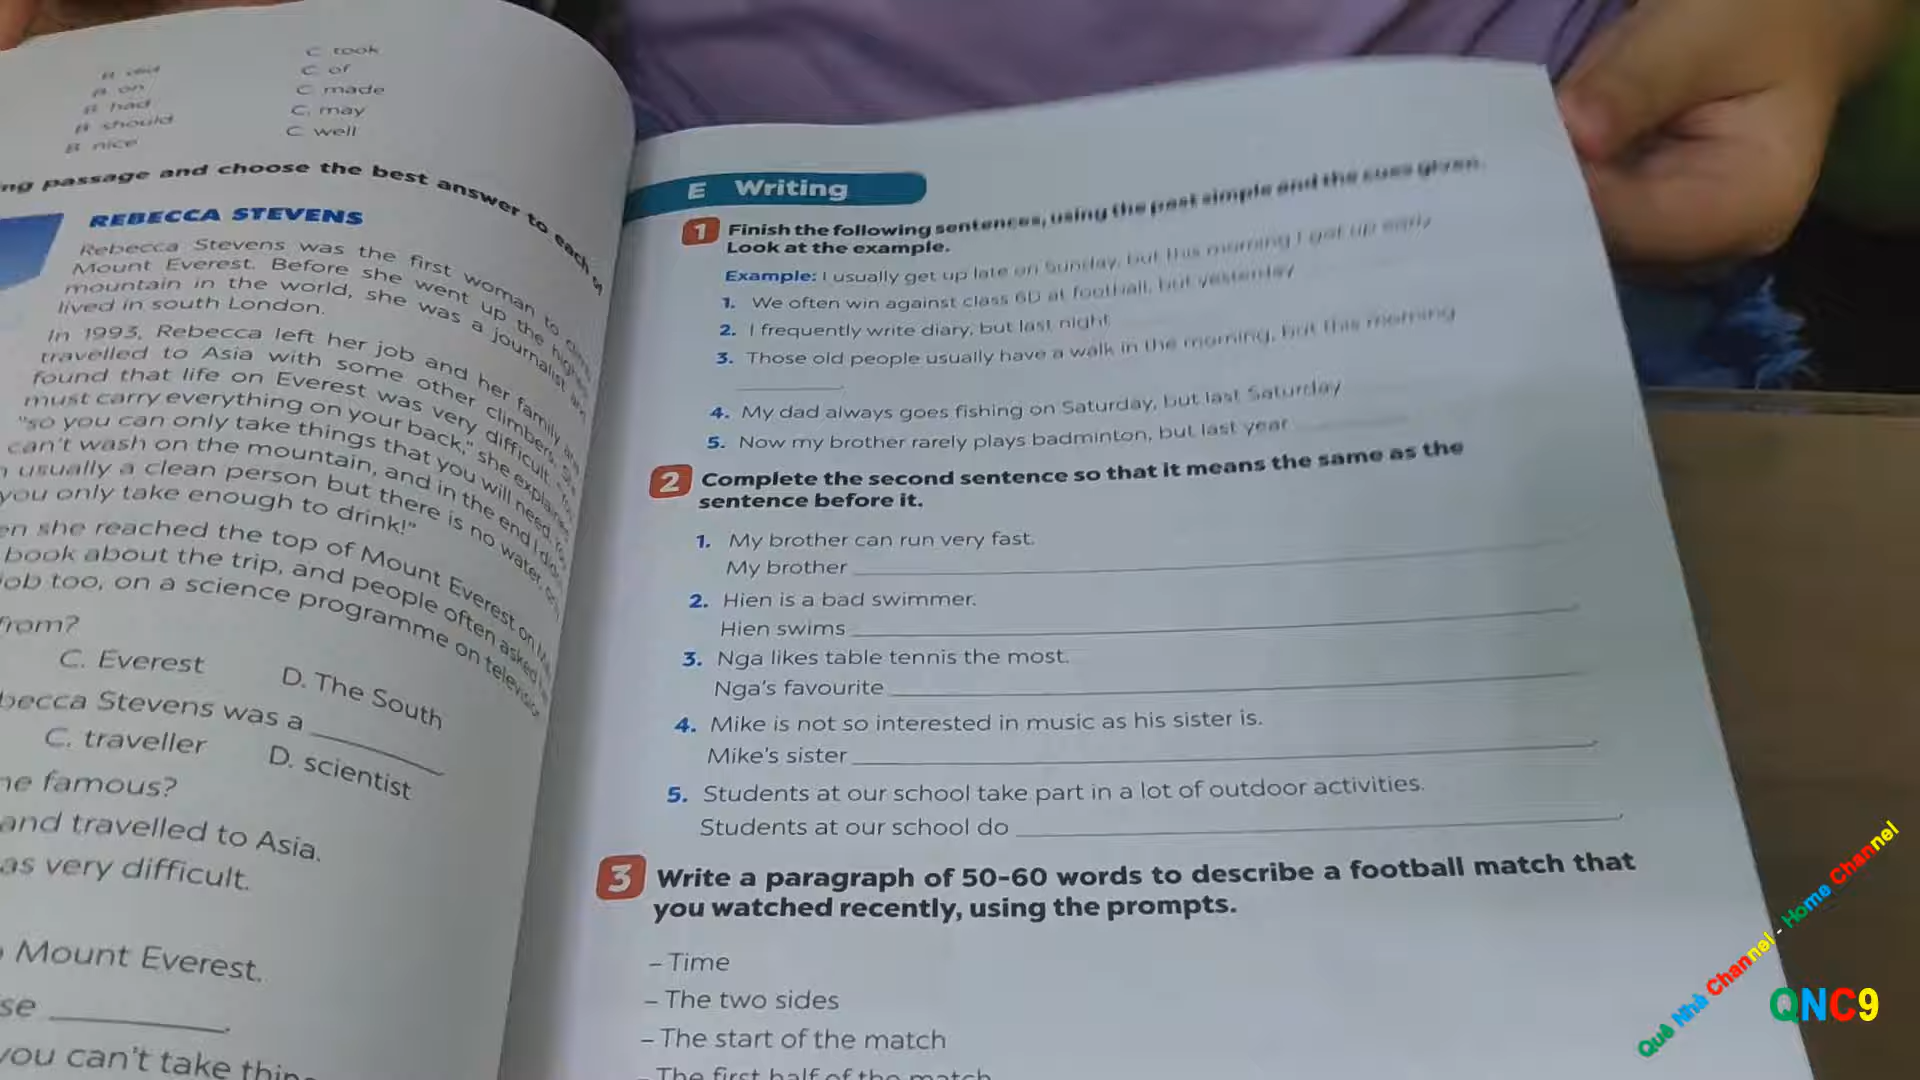 C. took
C. of
B. on
C. made
B. had
C. may
B. should
C. well
B. nice
ng passage and choose the best answer to each
REBECCA STEVENS
Rebecca Stevens was the first woman to
Mount Everest. Before she went up the
mountain in the world, she was a journalist
lived in south London.
In 1993, Rebecca left her job and her family
travelled to Asia with some other climbers.
found that life on Everest was very difficult.
must carry everything on your back," she explained
"so you can only take things that you will need.
can't wash on the mountain, and in the end I
usually a clean person but there is no water,
you only take enough to drink!"
en she reached the top of Mount Everest on
book about the trip, and people often asked
ob too, on a science programme on television
from?
C. Everest
D. The South
becca Stevens was a
C. traveller
D. scientist
ne famous?
and travelled to Asia.
as very difficult.
Mount Everest.
se
you can't take
E Writing
1 Finish the following sentences, using the past simple and the cues given.
Look at the example.
Example: I usually get up late on Sunday, but this morning I got up early
1. We often win against class 6D at football, but yesterday
2. I frequently write diary, but last night
3. Those old people usually have a walk in the morning, but this morning
4. My dad always goes fishing on Saturday, but last Saturday
5. Now my brother rarely plays badminton, but last year
2 Complete the second sentence so that it means the same as the
sentence before it.
1. My brother can run very fast.
My brother
2. Hien is a bad swimmer.
Hien swims
3. Nga likes table tennis the most.
Nga's favourite
4. Mike is not so interested in music as his sister is.
Mike's sister
5. Students at our school take part in a lot of outdoor activities.
Students at our school do
3 Write a paragraph of 50-60 words to describe a football match that
you watched recently, using the prompts.
– Time
– The two sides
– The start of the match
– The first half of the match
Quê Nhà Channel - Home Channel
QNC9